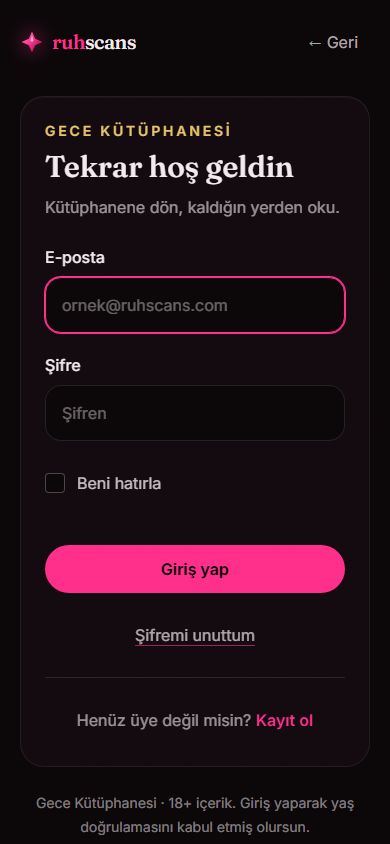 ruhscans
← Geri
GECE KÜTÜPHANESİ
Tekrar hoş geldin
Kütüphanene dön, kaldığın yerden oku.
E-posta
ornek@ruhscans.com
Şifre
Şifren
Beni hatırla
Giriş yap
Şifremi unuttum
Henüz üye değil misin? Kayıt ol
Gece Kütüphanesi · 18+ içerik. Giriş yaparak yaş
doğrulamasını kabul etmiş olursun.